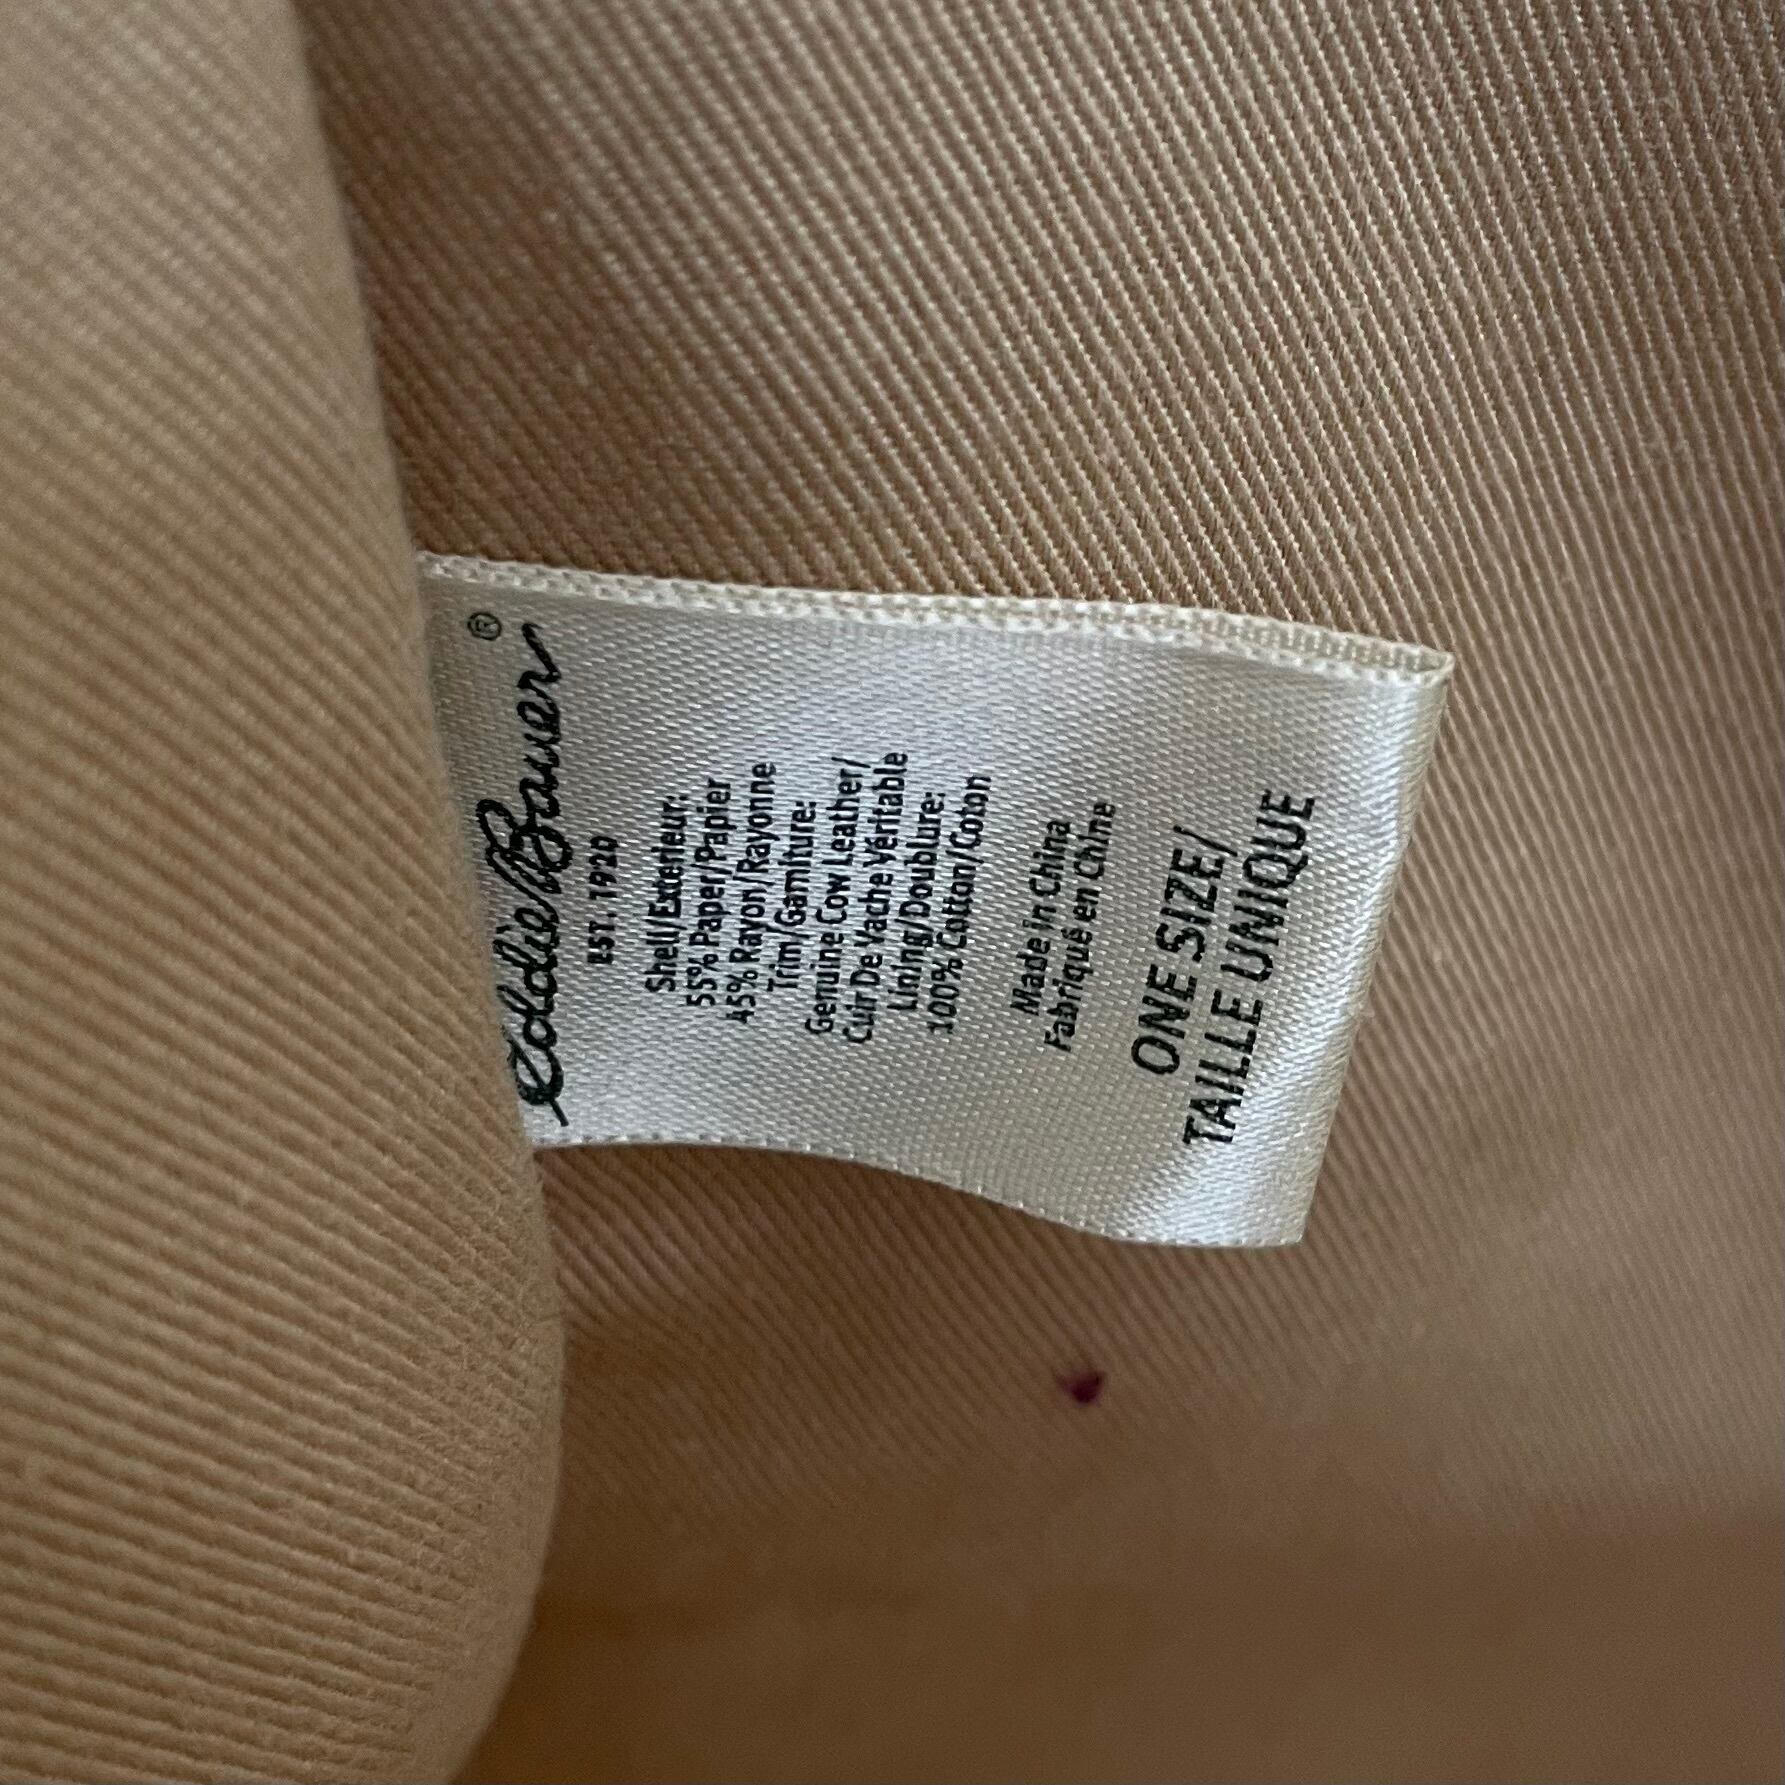 Eddie Bauer®
EST. 1920
Shell/Exterieur:
55% Paper/Papier
45% Rayon/Rayonne
Trim/Garniture:
Genuine Cow Leather/
Cuir De Vache Véritable
Lining/Doublure:
100% Cotton/Coton
Made in China
Fabriqué en Chine
ONE SIZE/
TAILLE UNIQUE